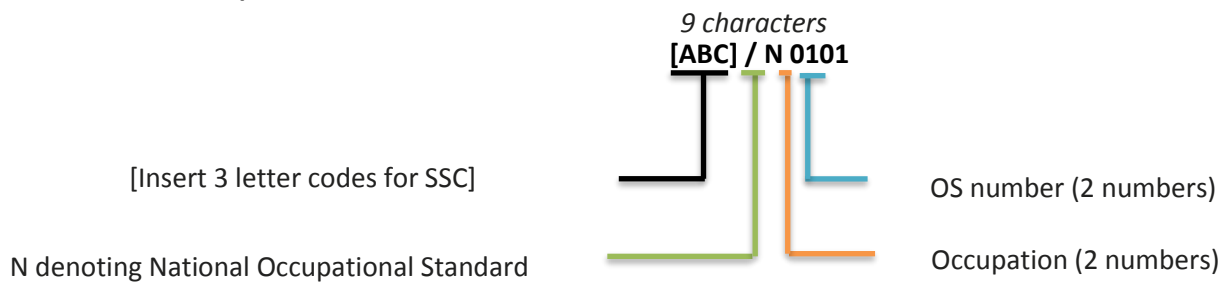 9 characters
[ABC] / N 0101
[Insert 3 letter codes for SSC]
OS number (2 numbers)
N denoting National Occupational Standard
Occupation (2 numbers)